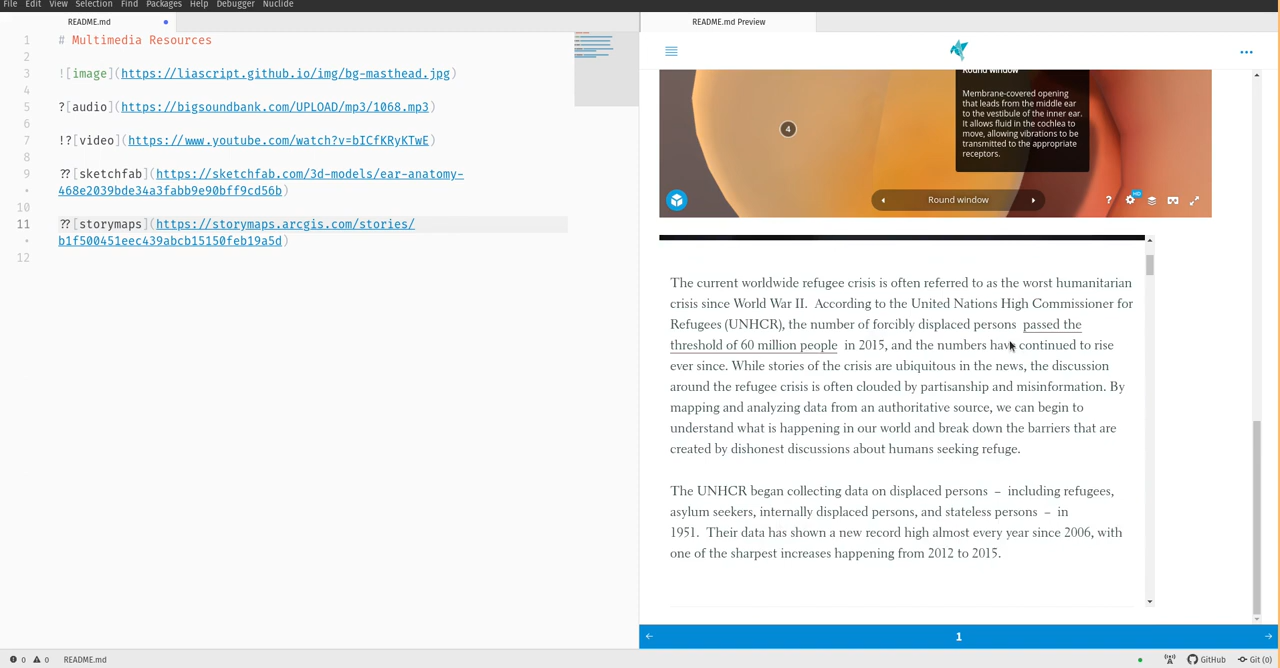 File Edit View Selection Find Packages Help Debugger Nuclide
README.md
README.md Preview
1 # Multimedia Resources
2
3 ![image](https://liascript.github.io/img/bg-masthead.jpg)
4
5 ?[audio](https://bigsoundbank.com/UPLOAD/mp3/1068.mp3)
6
7 !?[video](https://www.youtube.com/watch?v=bICfKRyKTwE)
8
9 ??[sketchfab](https://sketchfab.com/3d-models/ear-anatomy-
• 468e2039bde34a3fabb9e90bff9cd56b)
10
11 ??[storymaps](https://storymaps.arcgis.com/stories/
• b1f500451eec439abcb15150feb19a5d)
12
Round window
Membrane-covered opening
that leads from the middle ear
to the vestibule of the inner ear.
It allows fluid in the cochlea to
move, allowing vibrations to be
transmitted to the appropriate
receptors.
4
Round window
? HD
The current worldwide refugee crisis is often referred to as the worst humanitarian
crisis since World War II. According to the United Nations High Commissioner for
Refugees (UNHCR), the number of forcibly displaced persons passed the
threshold of 60 million people in 2015, and the numbers have continued to rise
ever since. While stories of the crisis are ubiquitous in the news, the discussion
around the refugee crisis is often clouded by partisanship and misinformation. By
mapping and analyzing data from an authoritative source, we can begin to
understand what is happening in our world and break down the barriers that are
created by dishonest discussions about humans seeking refuge.
The UNHCR began collecting data on displaced persons – including refugees,
asylum seekers, internally displaced persons, and stateless persons – in
1951. Their data has shown a new record high almost every year since 2006, with
one of the sharpest increases happening from 2012 to 2015.
1
0 0 README.md
GitHub Git (0)